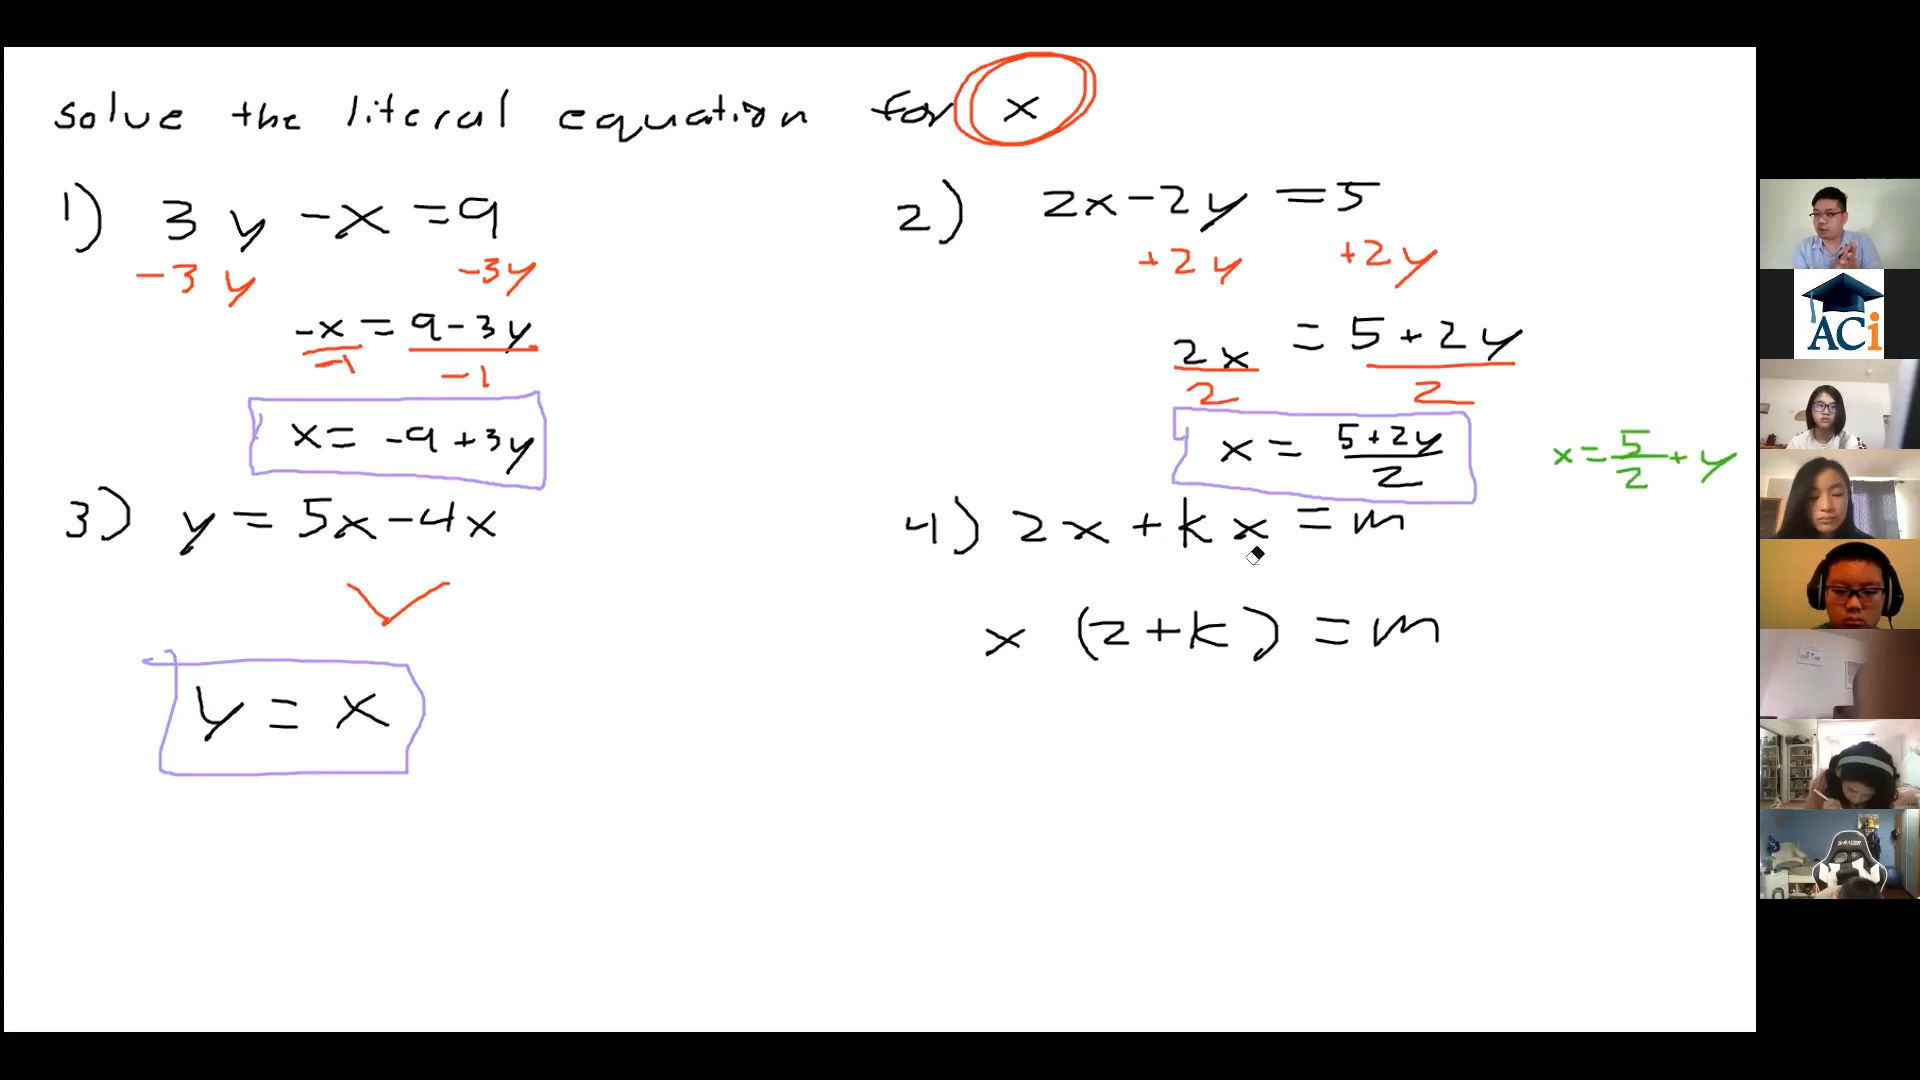 solve the literal equation for x
1) 3y - x = 9
-3y -3y
-x = 9 - 3y
-1 -1
x = -9 + 3y
2) 2x - 2y = 5
+2y +2y
2x = 5 + 2y
2 2
x = 5 + 2y
2
x = 5 + y
2
3) y = 5x - 4x
y = x
4) 2x + kx = m
x (2 + k) = m
ACi
S-RACER